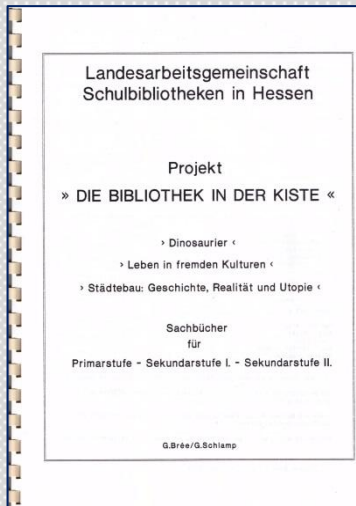 Landesarbeitsgemeinschaft
Schulbibliotheken in Hessen
Projekt
» DIE BIBLIOTHEK IN DER KISTE «
› Dinosaurier ‹
› Leben in fremden Kulturen ‹
› Städtebau: Geschichte, Realität und Utopie ‹
Sachbücher
für
Primarstufe - Sekundarstufe I. - Sekundarstufe II.
G.Brée/G.Schlamp